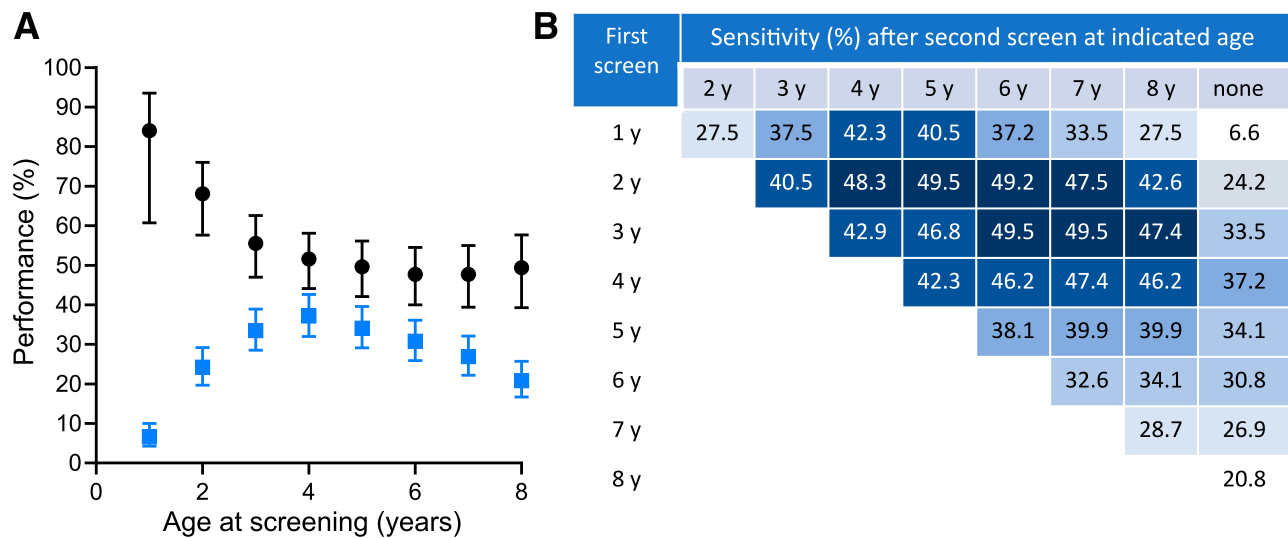 A
Performance (%)
100
90
80
70
60
50
40
30
20
10
0
0 2 4 6 8
Age at screening (years)
B
First screen
Sensitivity (%) after second screen at indicated age
2 y 3 y 4 y 5 y 6 y 7 y 8 y none
1 y 27.5 37.5 42.3 40.5 37.2 33.5 27.5 6.6
2 y 40.5 48.3 49.5 49.2 47.5 42.6 24.2
3 y 42.9 46.8 49.5 49.5 47.4 33.5
4 y 42.3 46.2 47.4 46.2 37.2
5 y 38.1 39.9 39.9 34.1
6 y 32.6 34.1 30.8
7 y 28.7 26.9
8 y 20.8